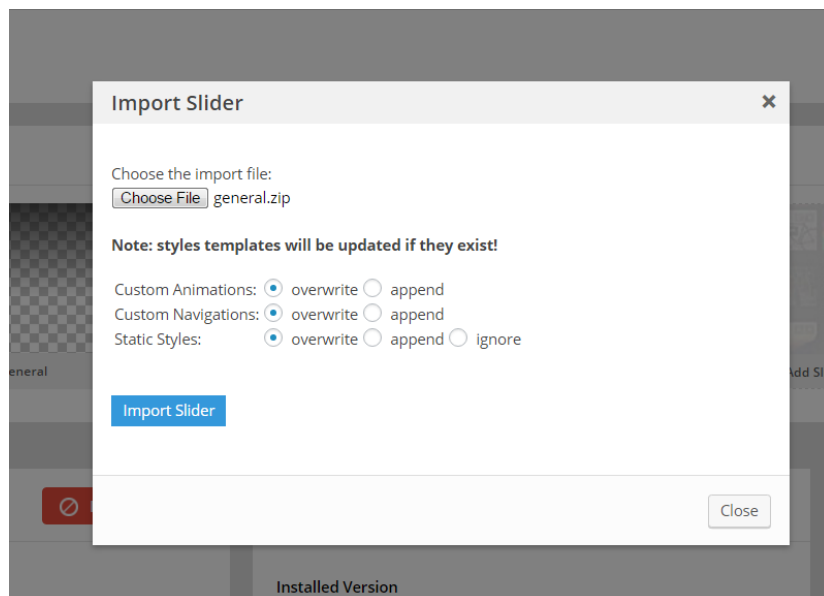 Import Slider
Choose the import file:
Choose File general.zip
Note: styles templates will be updated if they exist!
Custom Animations: overwrite append
Custom Navigations: overwrite append
Static Styles: overwrite append ignore
eneral
Add Sl
Import Slider
Close
Installed Version